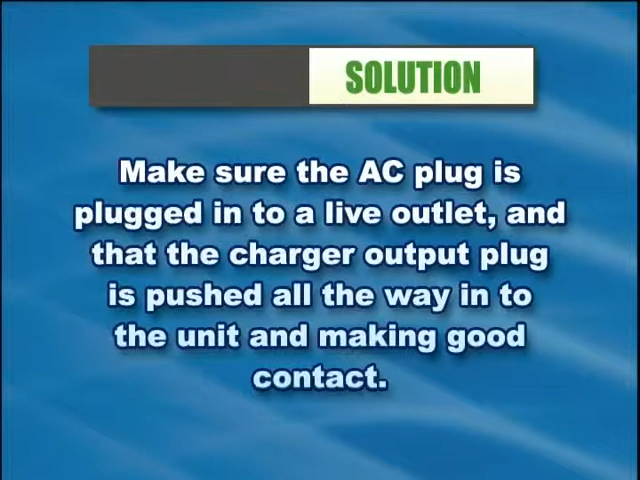 SOLUTION
Make sure the AC plug is
plugged in to a live outlet, and
that the charger output plug
is pushed all the way in to
the unit and making good
contact.